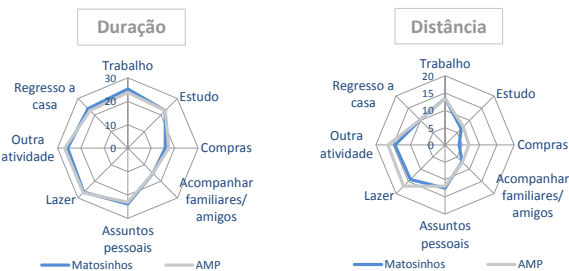 Duração
Trabalho
30
Regresso a
casa
20
Estudo
10
Outra
atividade
0
Compras
Lazer
Acompanhar
familiares/
amigos
Assuntos
pessoais
Matosinhos AMP
Distância
Trabalho
20
Regresso a
casa
15
Estudo
10
5
Outra
atividade
0
Compras
Lazer
Acompanhar
familiares/
amigos
Assuntos
pessoais
Matosinhos AMP